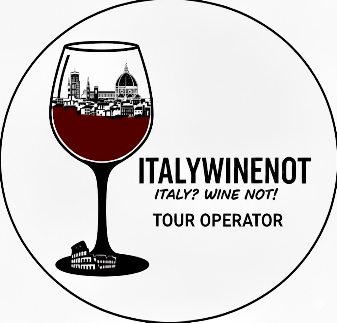 ITALYWINENOT
ITALY? WINE NOT!
TOUR OPERATOR